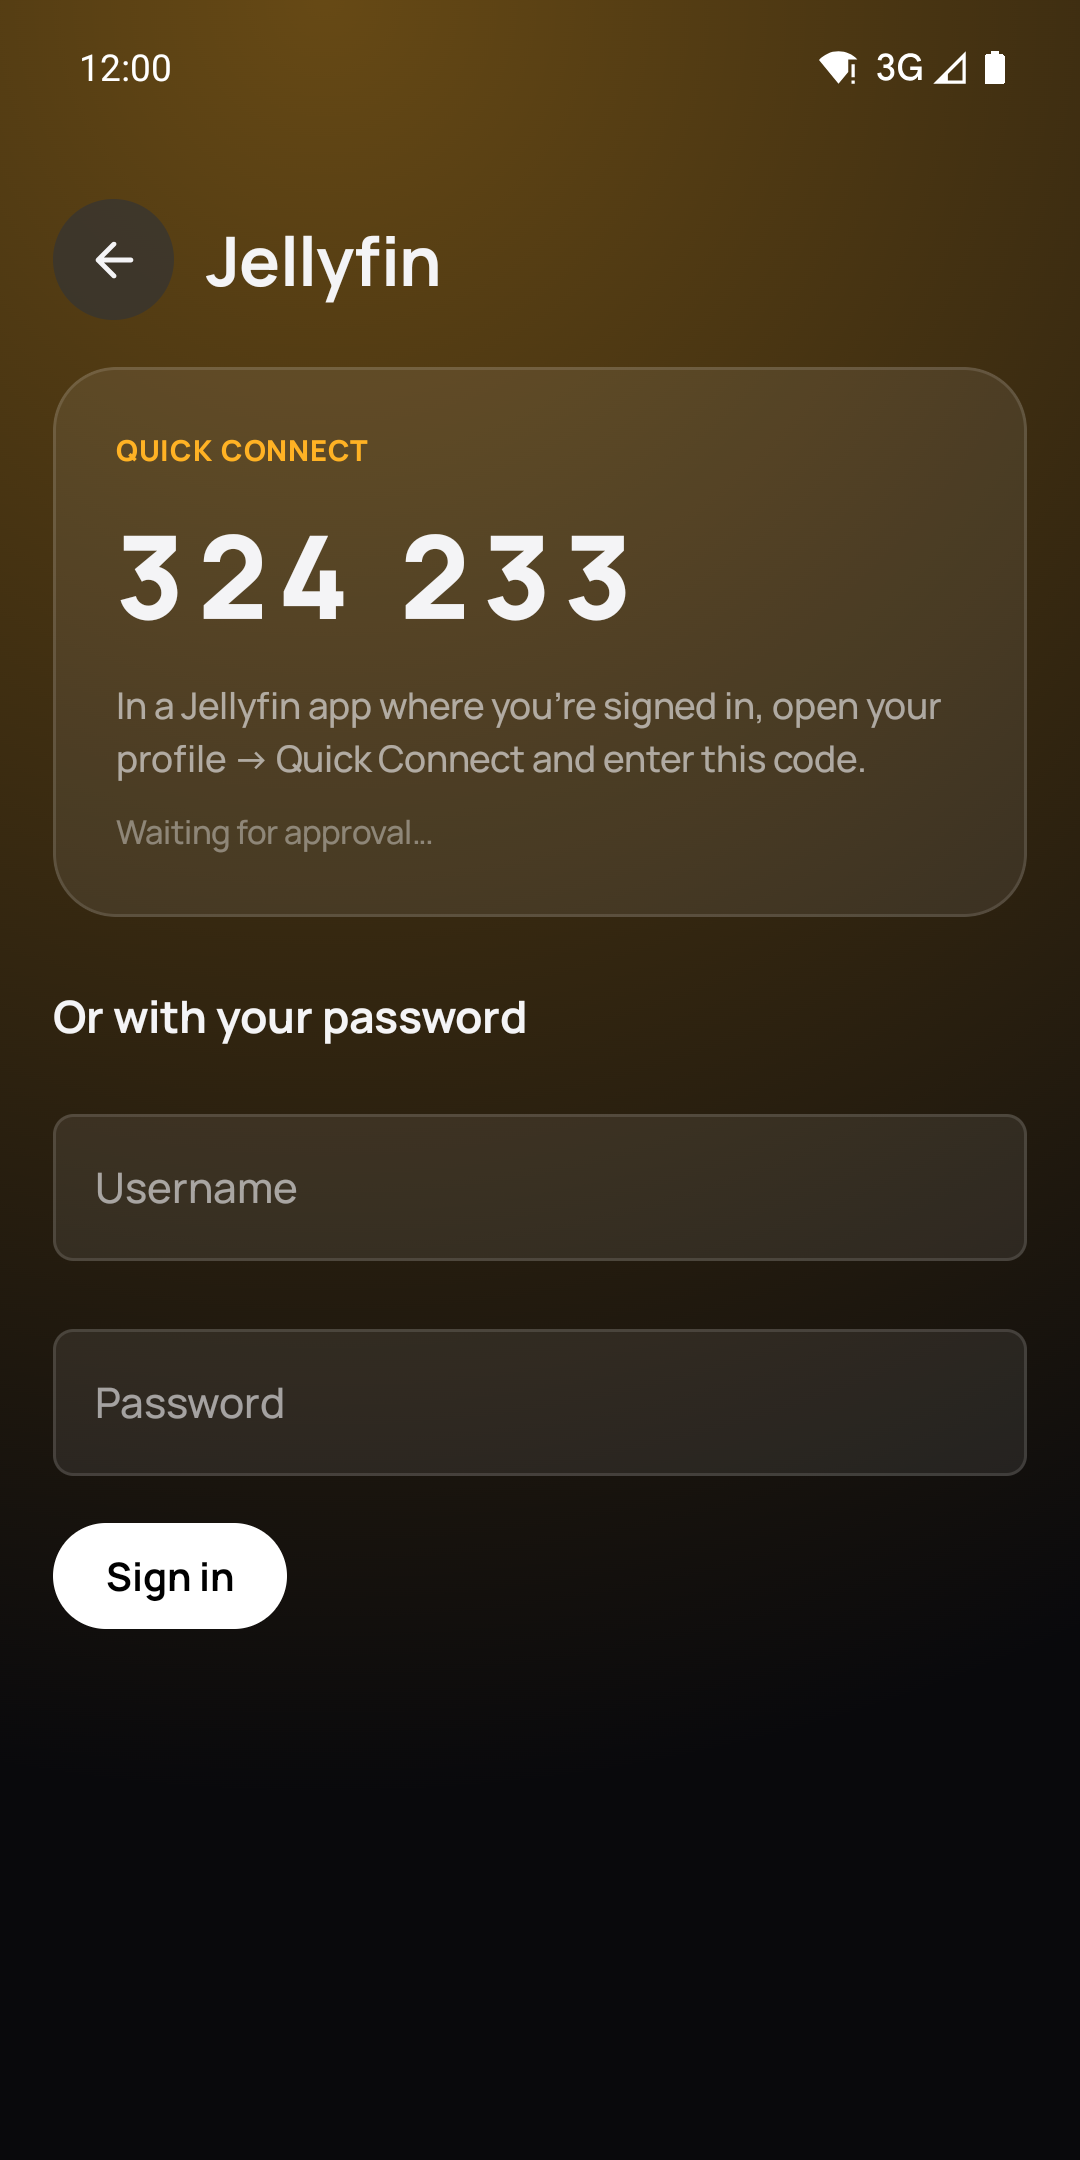 12:00
3G
Jellyfin
QUICK CONNECT
324 233
In a Jellyfin app where you’re signed in, open your
profile → Quick Connect and enter this code.
Waiting for approval…
Or with your password
Username
Password
Sign in